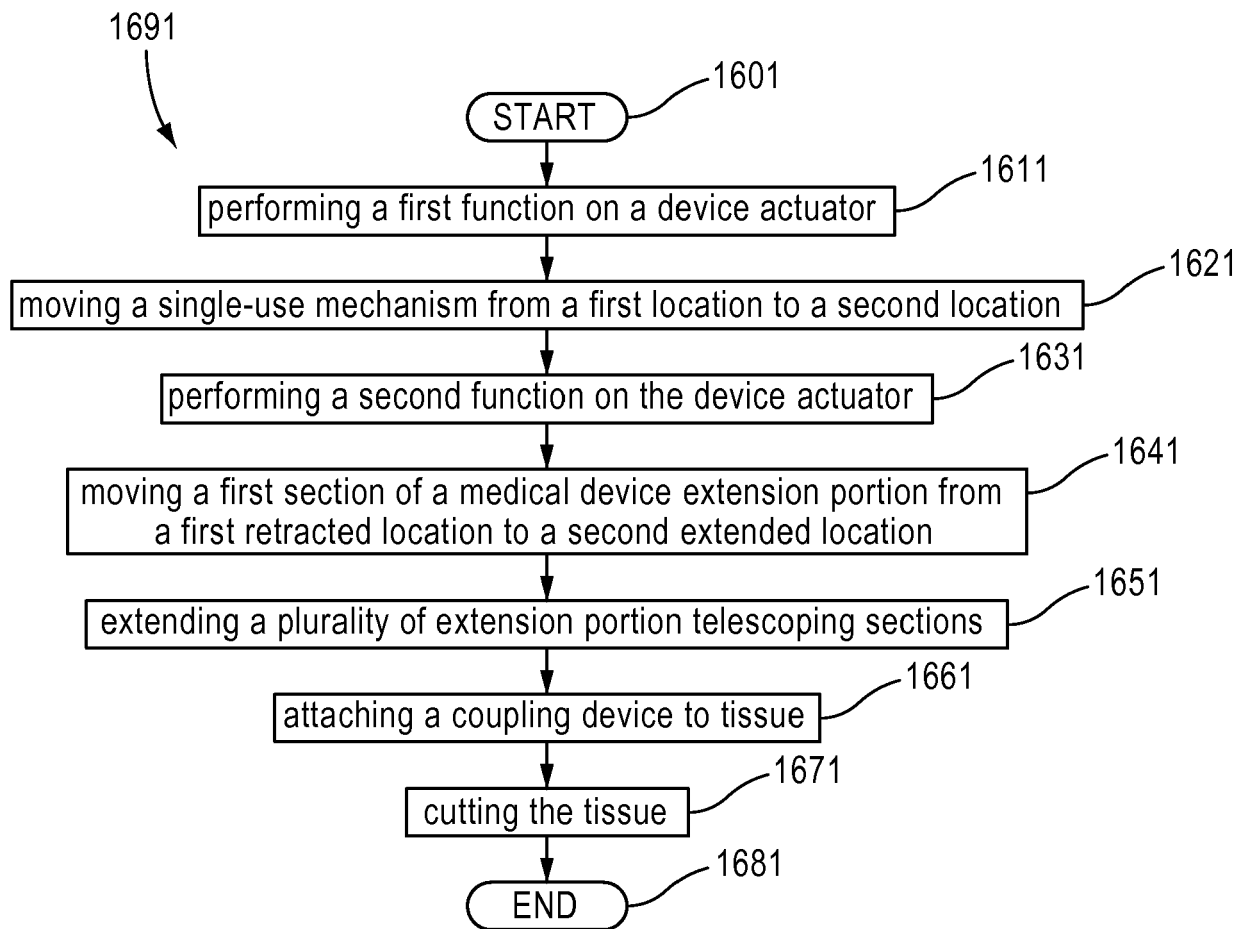 1691
1601
START
1611
performing a first function on a device actuator
1621
moving a single-use mechanism from a first location to a second location
1631
performing a second function on the device actuator
1641
moving a first section of a medical device extension portion from
a first retracted location to a second extended location
1651
extending a plurality of extension portion telescoping sections
1661
attaching a coupling device to tissue
1671
cutting the tissue
1681
END